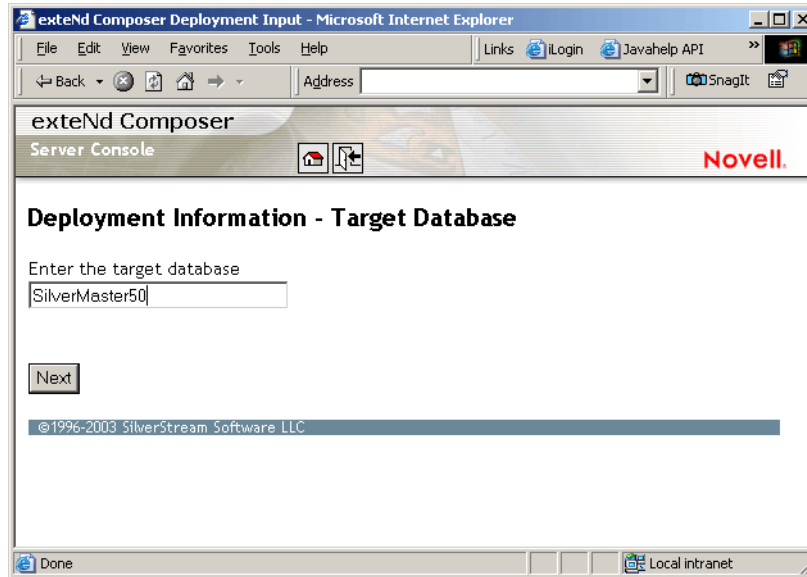 exteNd Composer Deployment Input - Microsoft Internet Explorer
File Edit View Favorites Tools Help Links iLogin Javahelp API »
Back Address SnagIt
exteNd Composer
Server Console
Novell.
Deployment Information - Target Database
Enter the target database
SilverMaster50
Next
©1996-2003 SilverStream Software LLC
Done Local intranet